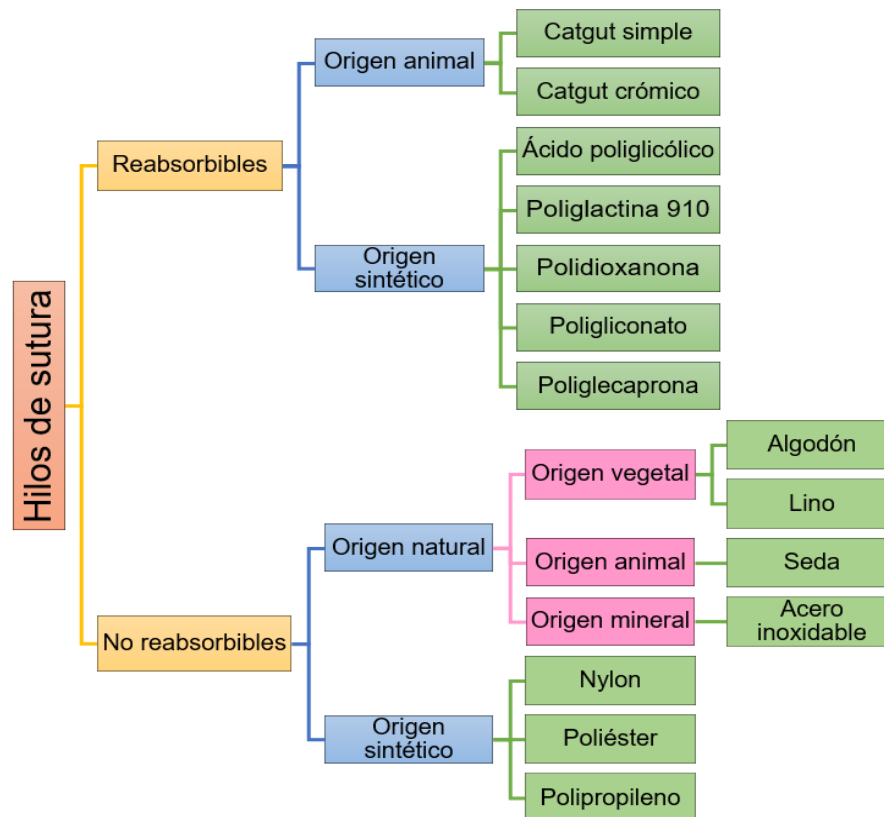 Hilos de sutura
Reabsorbibles
Origen animal
Catgut simple
Catgut crómico
Origen
sintético
Ácido poliglicólico
Poliglactina 910
Polidioxanona
Poligliconato
Poliglecaprona
No reabsorbibles
Origen natural
Origen vegetal
Algodón
Lino
Origen animal
Seda
Origen mineral
Acero
inoxidable
Origen
sintético
Nylon
Poliéster
Polipropileno